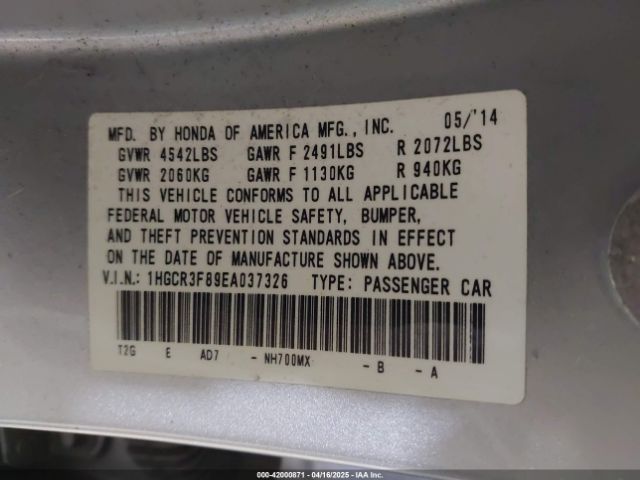 MFD. BY HONDA OF AMERICA MFG., INC. 05/'14
GVWR 4542LBS GAWR F 2491LBS R 2072LBS
GVWR 2060KG GAWR F 1130KG R 940KG
THIS VEHICLE CONFORMS TO ALL APPLICABLE
FEDERAL MOTOR VEHICLE SAFETY, BUMPER,
AND THEFT PREVENTION STANDARDS IN EFFECT
ON THE DATE OF MANUFACTURE SHOWN ABOVE.
V.I.N.: 1HGCR3F89EA037326 TYPE: PASSENGER CAR
T2G E AD7 - NH700MX - B - A
000-42000871 - 04/16/2025 - IAA Inc.